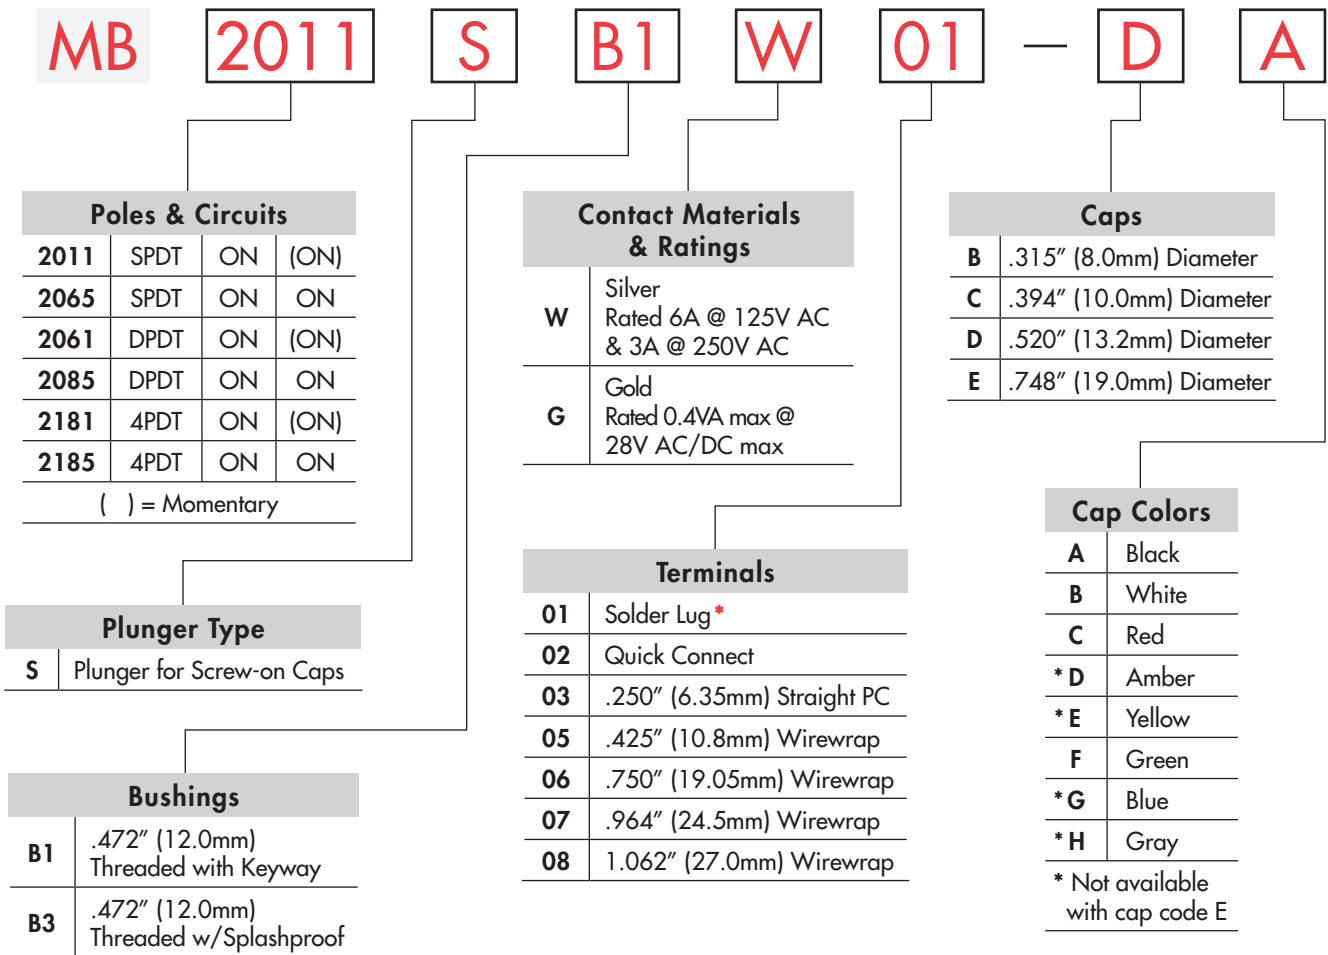 MB 2011 S B1 W 01 — D A
Poles & Circuits
2011 SPDT ON (ON)
2065 SPDT ON ON
2061 DPDT ON (ON)
2085 DPDT ON ON
2181 4PDT ON (ON)
2185 4PDT ON ON
( ) = Momentary
Plunger Type
S Plunger for Screw-on Caps
Bushings
B1 .472" (12.0mm)
Threaded with Keyway
B3 .472" (12.0mm)
Threaded w/Splashproof
Contact Materials
& Ratings
W Silver
Rated 6A @ 125V AC
& 3A @ 250V AC
G Gold
Rated 0.4VA max @
28V AC/DC max
Terminals
01 Solder Lug*
02 Quick Connect
03 .250" (6.35mm) Straight PC
05 .425" (10.8mm) Wirewrap
06 .750" (19.05mm) Wirewrap
07 .964" (24.5mm) Wirewrap
08 1.062" (27.0mm) Wirewrap
Caps
B .315" (8.0mm) Diameter
C .394" (10.0mm) Diameter
D .520" (13.2mm) Diameter
E .748" (19.0mm) Diameter
Cap Colors
A Black
B White
C Red
* D Amber
* E Yellow
F Green
* G Blue
* H Gray
* Not available
with cap code E